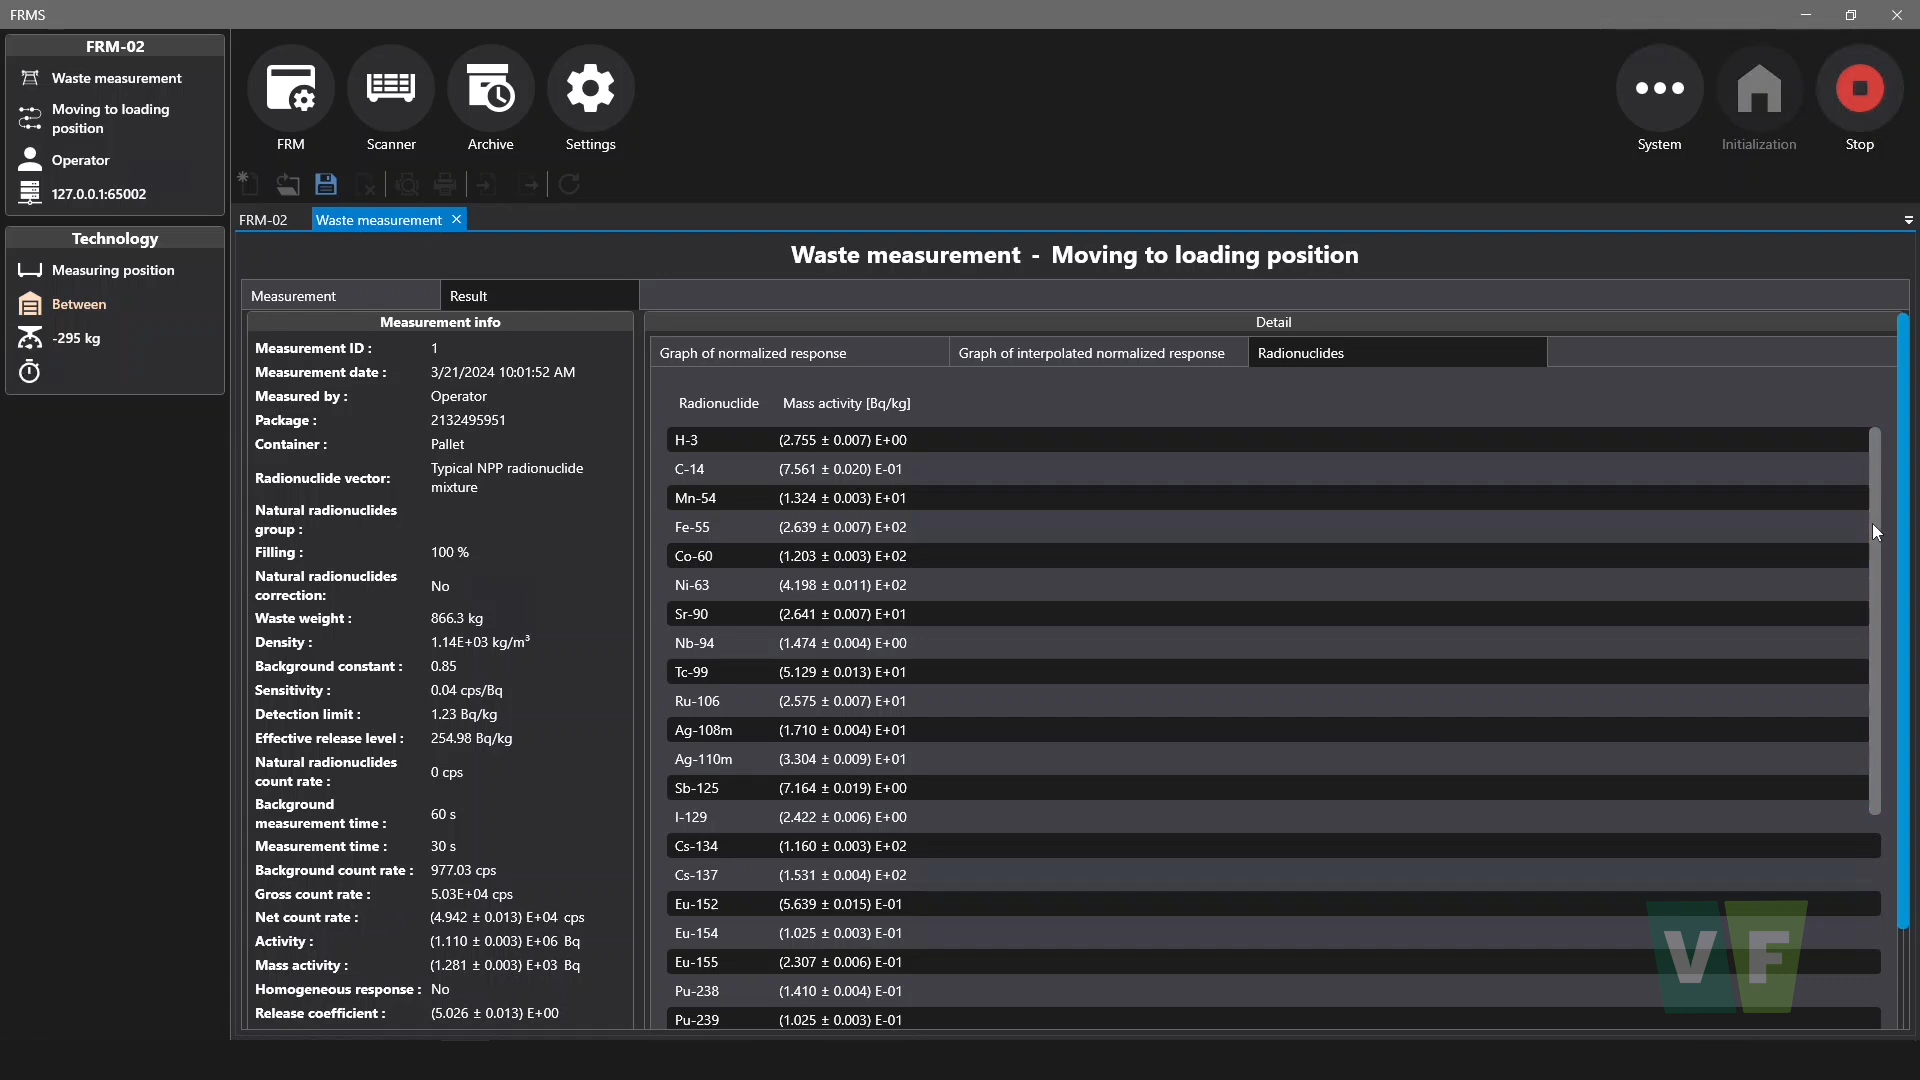 FRMS
FRM-02
Waste measurement
Moving to loading
position
Operator
127.0.0.1:65002
Technology
Measuring position
Between
-295 kg
FRM
Scanner
Archive
Settings
System
Initialization
Stop
FRM-02
Waste measurement
Waste measurement - Moving to loading position
Measurement
Result
Measurement info
Measurement ID : 1
Measurement date : 3/21/2024 10:01:52 AM
Measured by : Operator
Package : 2132495951
Container : Pallet
Radionuclide vector: Typical NPP radionuclide
mixture
Natural radionuclides
group :
Filling : 100 %
Natural radionuclides
correction: No
Waste weight : 866.3 kg
Density : 1.14E+03 kg/m³
Background constant : 0.85
Sensitivity : 0.04 cps/Bq
Detection limit : 1.23 Bq/kg
Effective release level : 254.98 Bq/kg
Natural radionuclides
count rate : 0 cps
Background
measurement time : 60 s
Measurement time : 30 s
Background count rate : 977.03 cps
Gross count rate : 5.03E+04 cps
Net count rate : (4.942 ± 0.013) E+04 cps
Activity : (1.110 ± 0.003) E+06 Bq
Mass activity : (1.281 ± 0.003) E+03 Bq
Homogeneous response : No
Release coefficient : (5.026 ± 0.013) E+00
Detail
Graph of normalized response
Graph of interpolated normalized response
Radionuclides
Radionuclide Mass activity [Bq/kg]
H-3 (2.755 ± 0.007) E+00
C-14 (7.561 ± 0.020) E-01
Mn-54 (1.324 ± 0.003) E+01
Fe-55 (2.639 ± 0.007) E+02
Co-60 (1.203 ± 0.003) E+02
Ni-63 (4.198 ± 0.011) E+02
Sr-90 (2.641 ± 0.007) E+01
Nb-94 (1.474 ± 0.004) E+00
Tc-99 (5.129 ± 0.013) E+01
Ru-106 (2.575 ± 0.007) E+01
Ag-108m (1.710 ± 0.004) E+01
Ag-110m (3.304 ± 0.009) E+01
Sb-125 (7.164 ± 0.019) E+00
I-129 (2.422 ± 0.006) E+00
Cs-134 (1.160 ± 0.003) E+02
Cs-137 (1.531 ± 0.004) E+02
Eu-152 (5.639 ± 0.015) E-01
Eu-154 (1.025 ± 0.003) E-01
Eu-155 (2.307 ± 0.006) E-01
Pu-238 (1.410 ± 0.004) E-01
Pu-239 (1.025 ± 0.003) E-01
VF